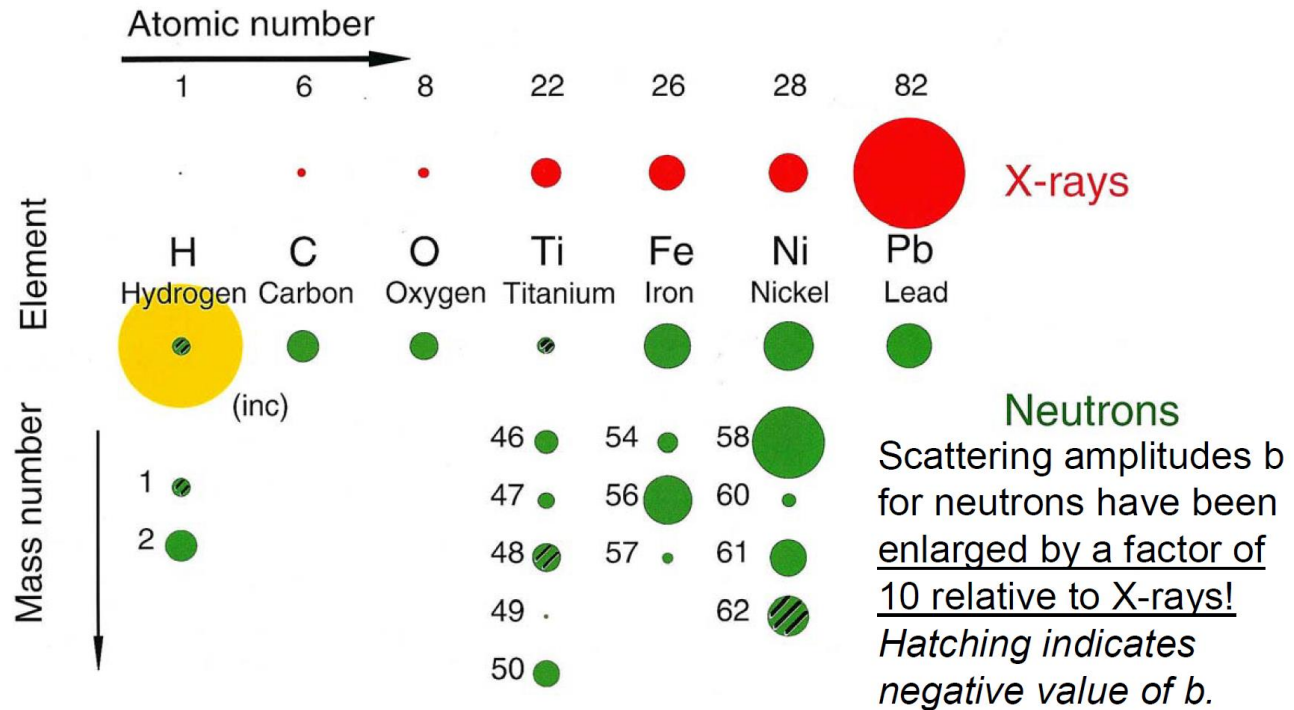 Atomic number
1 6 8 22 26 28 82
X-rays
Element
H C O Ti Fe Ni Pb
Hydrogen Carbon Oxygen Titanium Iron Nickel Lead
(inc)
Mass number
46 54 58
1 47 56 60
2 48 57 61
49 62
50
Neutrons
Scattering amplitudes b
for neutrons have been
enlarged by a factor of
10 relative to X-rays!
Hatching indicates
negative value of b.